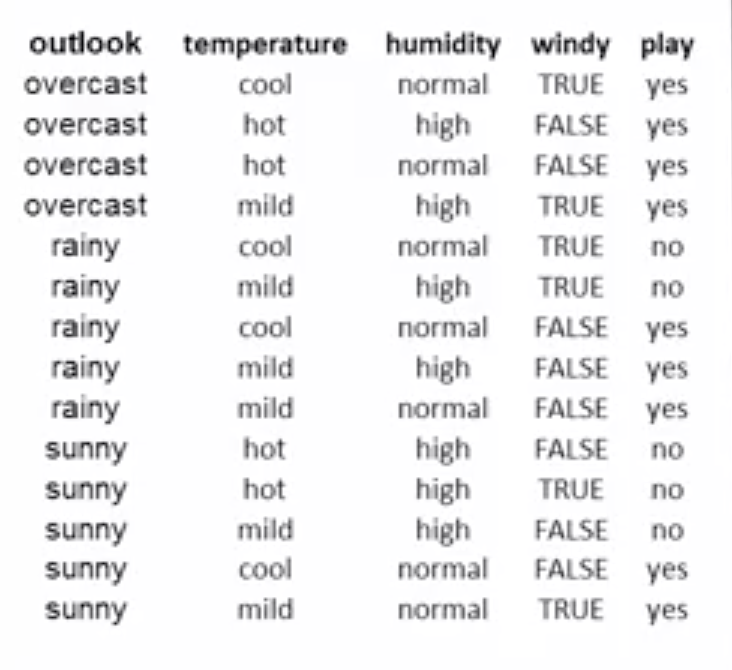 outlook temperature humidity windy play
overcast cool normal TRUE yes
overcast hot high FALSE yes
overcast hot normal FALSE yes
overcast mild high TRUE yes
rainy cool normal TRUE no
rainy mild high TRUE no
rainy cool normal FALSE yes
rainy mild high FALSE yes
rainy mild normal FALSE yes
sunny hot high FALSE no
sunny hot high TRUE no
sunny mild high FALSE no
sunny cool normal FALSE yes
sunny mild normal TRUE yes